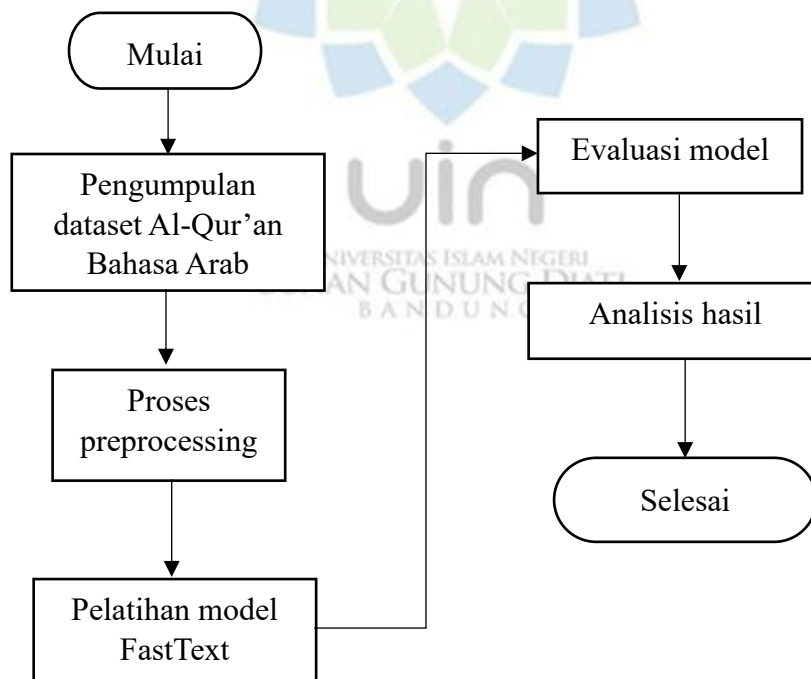 Mulai
Pengumpulan
dataset Al-Qur’an
Bahasa Arab
Proses
preprocessing
Pelatihan model
FastText
Evaluasi model
Analisis hasil
Selesai
uin
UNIVERSITAS ISLAM NEGERI
GUNUNG DJATI
BANDUNG